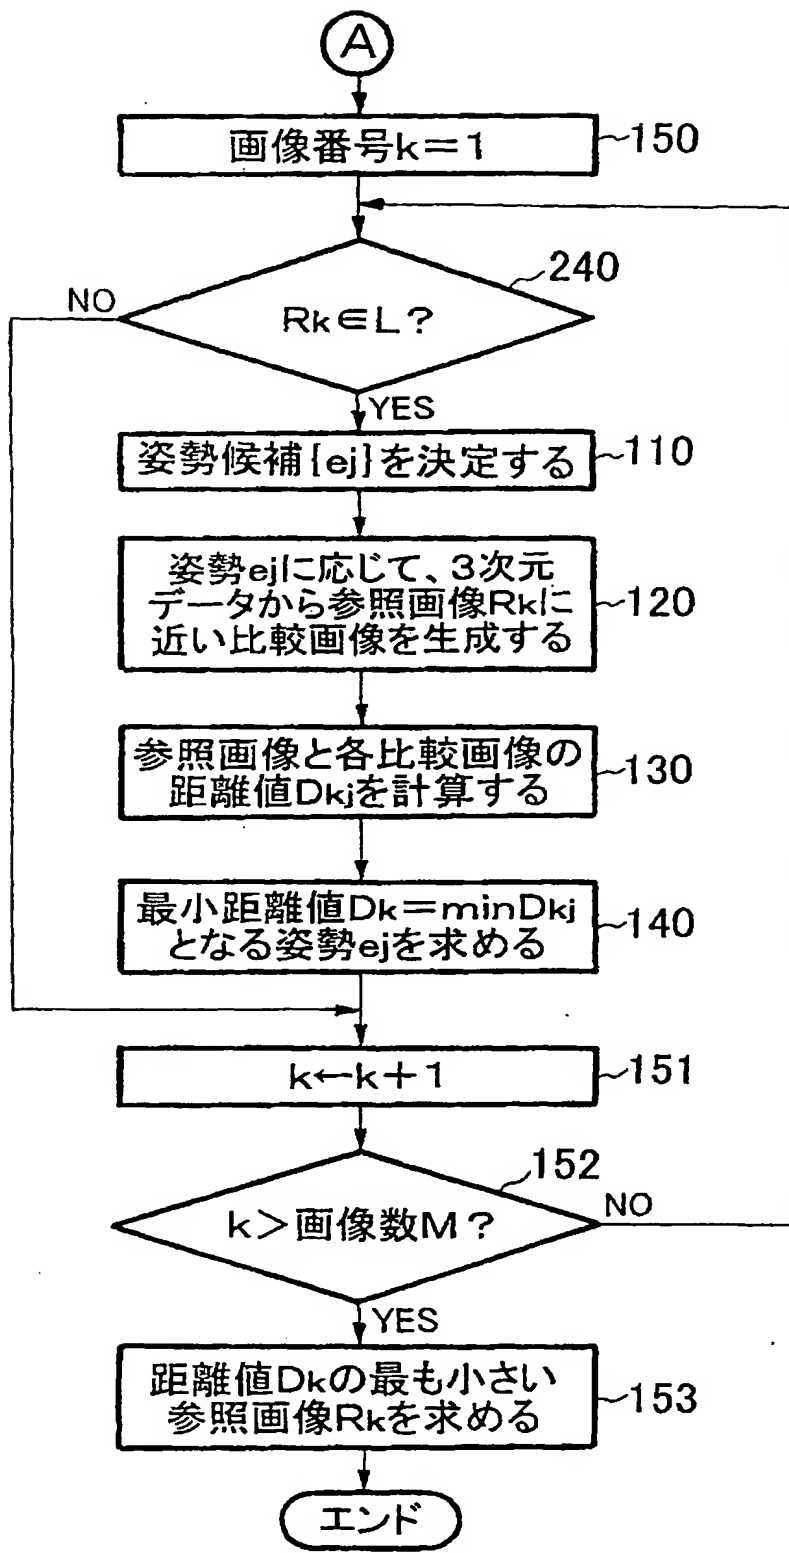 A
画像番号k=1
150
240
NO
Rk∈L?
YES
姿勢候補{ej}を決定する
110
姿勢ejに応じて、3次元
データから参照画像Rkに
近い比較画像を生成する
120
参照画像と各比較画像の
距離値Dkjを計算する
130
最小距離値Dk=minDkj
となる姿勢ejを求める
140
k←k+1
151
152
k>画像数M?
NO
YES
距離値Dkの最も小さい
参照画像Rkを求める
153
エンド